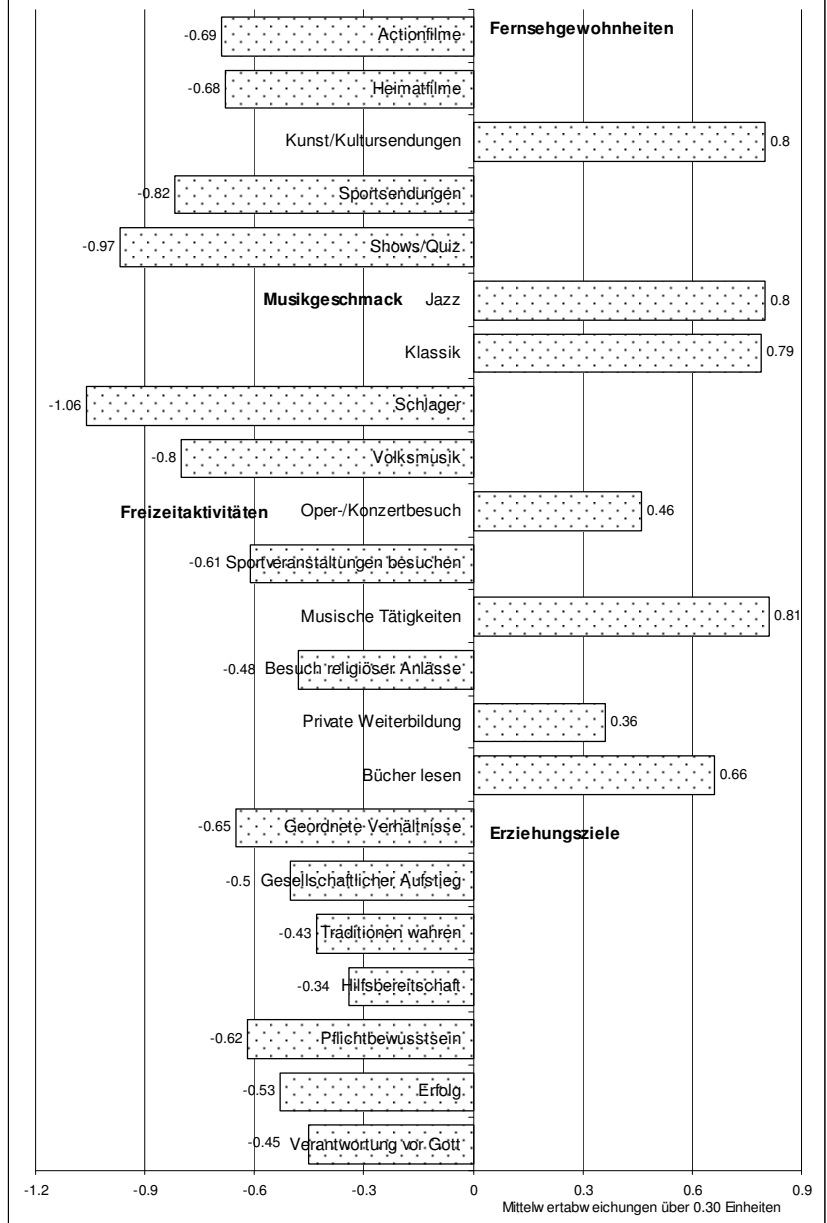 Fernsehgewohnheiten
-0.69 Actionfilme
-0.68 Heimatfilme
Kunst/Kultursendungen 0.8
-0.82 Sportsendungen
-0.97 Shows/Quiz
Musikgeschmack Jazz 0.8
Klassik 0.79
-1.06 Schlager
-0.8 Volksmusik
Freizeitaktivitäten Oper-/Konzertbesuch 0.46
-0.61 Sportveranstaltungen besuchen
Musische Tätigkeiten 0.81
-0.48 Besuch religiöser Anlässe
Private Weiterbildung 0.36
Bücher lesen 0.66
-0.65 Geordnete Verhältnisse Erziehungsziele
-0.5 Gesellschaftlicher Aufstieg
-0.43 Traditionen wahren
-0.34 Hilfsbereitschaft
-0.62 Pflichtbewusstsein
-0.53 Erfolg
-0.45 Verantwortung vor Gott
-1.2 -0.9 -0.6 -0.3 0 0.3 0.6 0.9
Mittelwertabweichungen über 0.30 Einheiten